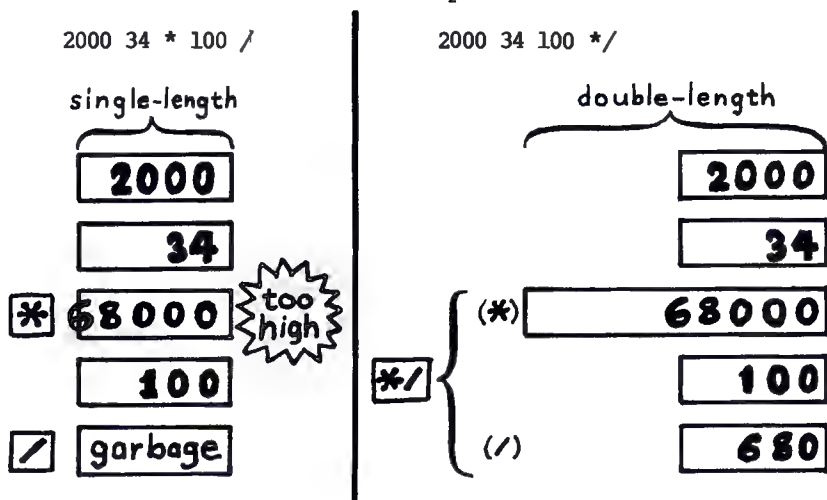 2000 34 * 100 /
single-length
2000
34
* 68000 too high
100
/ garbage
2000 34 100 */
double-length
2000
34
*/ (*) 68000
100
(/) 680